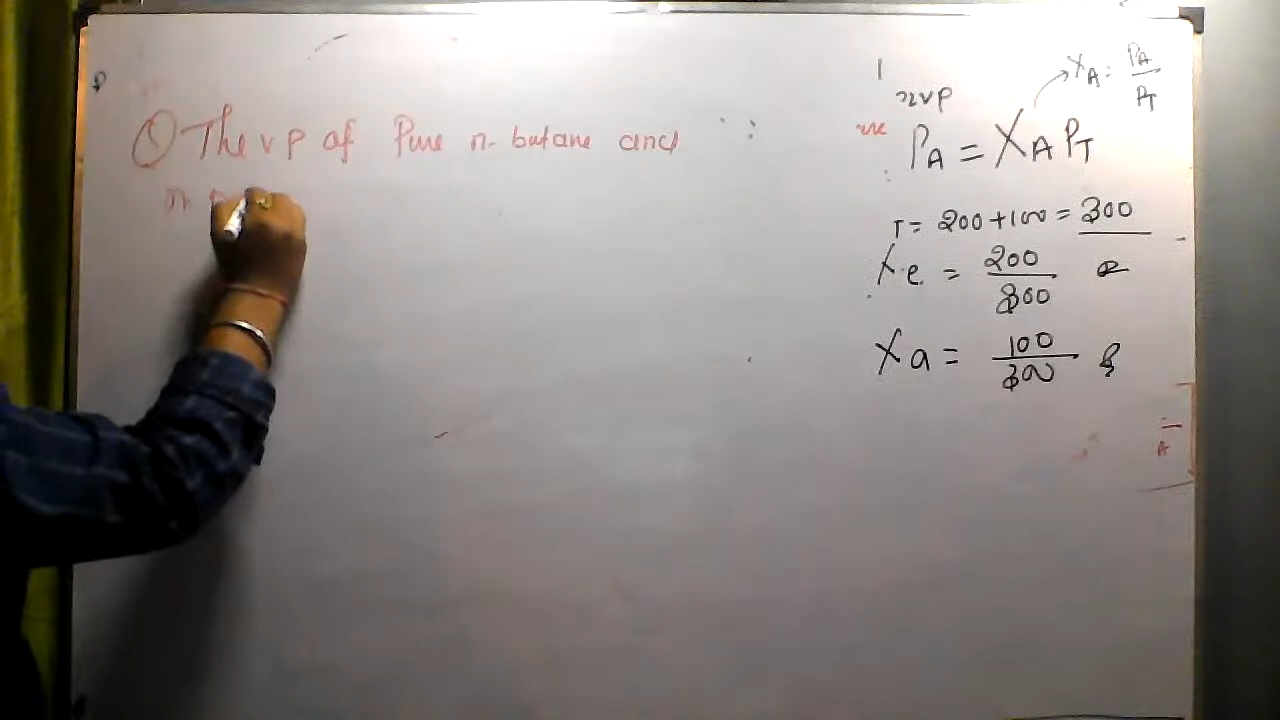 ① The v p of Pure n-butane and
n
nvp
P_A = X_A P_T
X_A = P_A / P_T
T = 200 + 100 = 300
X e = 200 / 300
X a = 100 / 300
A